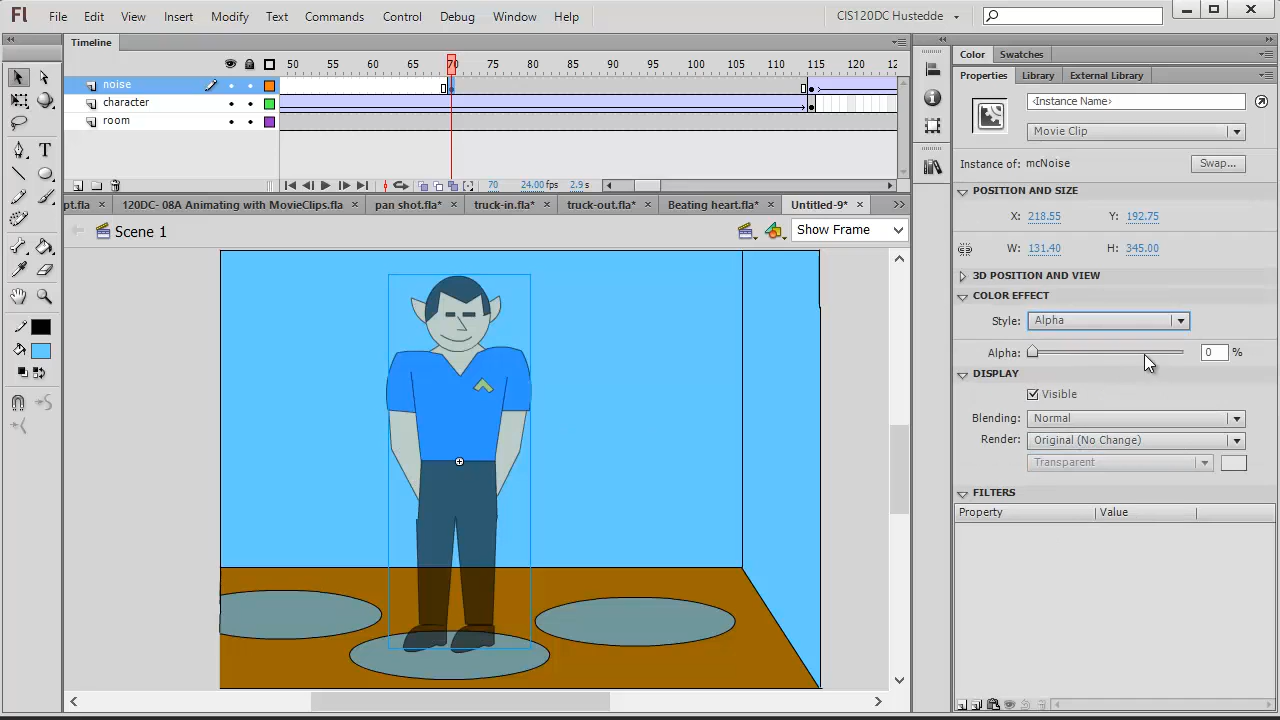 Fl File Edit View Insert Modify Text Commands Control Debug Window Help CIS120DC Hustedde
Timeline
Color Swatches
50 55 60 65 70 75 80 85 90 95 100 105 110 115 120 12
Properties Library External Library
noise
<Instance Name>
character
room
Movie Clip
Instance of: mcNoise Swap...
70 24.00 fps 2.9 s
POSITION AND SIZE
pt.fla 120DC- 08A Animating with MovieClips.fla pan shot.fla* truck-in.fla* truck-out.fla* Beating heart.fla* Untitled-9*
X: 218.55 Y: 192.75
Scene 1 Show Frame
W: 131.40 H: 345.00
3D POSITION AND VIEW
COLOR EFFECT
Style: Alpha
Alpha: 0 %
DISPLAY
Visible
Blending: Normal
Render: Original (No Change)
Transparent
FILTERS
Property Value
T